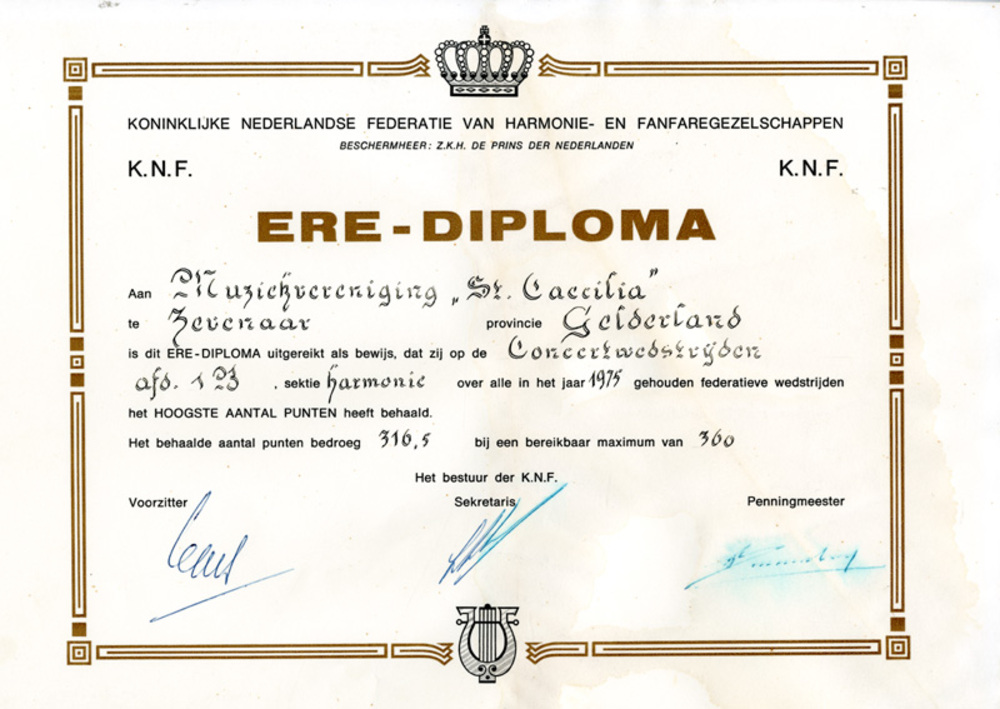 KONINKLIJKE NEDERLANDSE FEDERATIE VAN HARMONIE- EN FANFAREGEZELSCHAPPEN
BESCHERMHEER: Z.K.H. DE PRINS DER NEDERLANDEN
K.N.F. K.N.F.
ERE-DIPLOMA
Aan Muziekvereniging „St. Caecilia”
te Zevenaar provincie Gelderland
is dit ERE-DIPLOMA uitgereikt als bewijs, dat zij op de Concertwedstrijden
afd. , sektie harmonie over alle in het jaar 1975 gehouden federatieve wedstrijden
het HOOGSTE AANTAL PUNTEN heeft behaald.
Het behaalde aantal punten bedroeg 316,5 bij een bereikbaar maximum van 360
Het bestuur der K.N.F.
Voorzitter Sekretaris Penningmeester